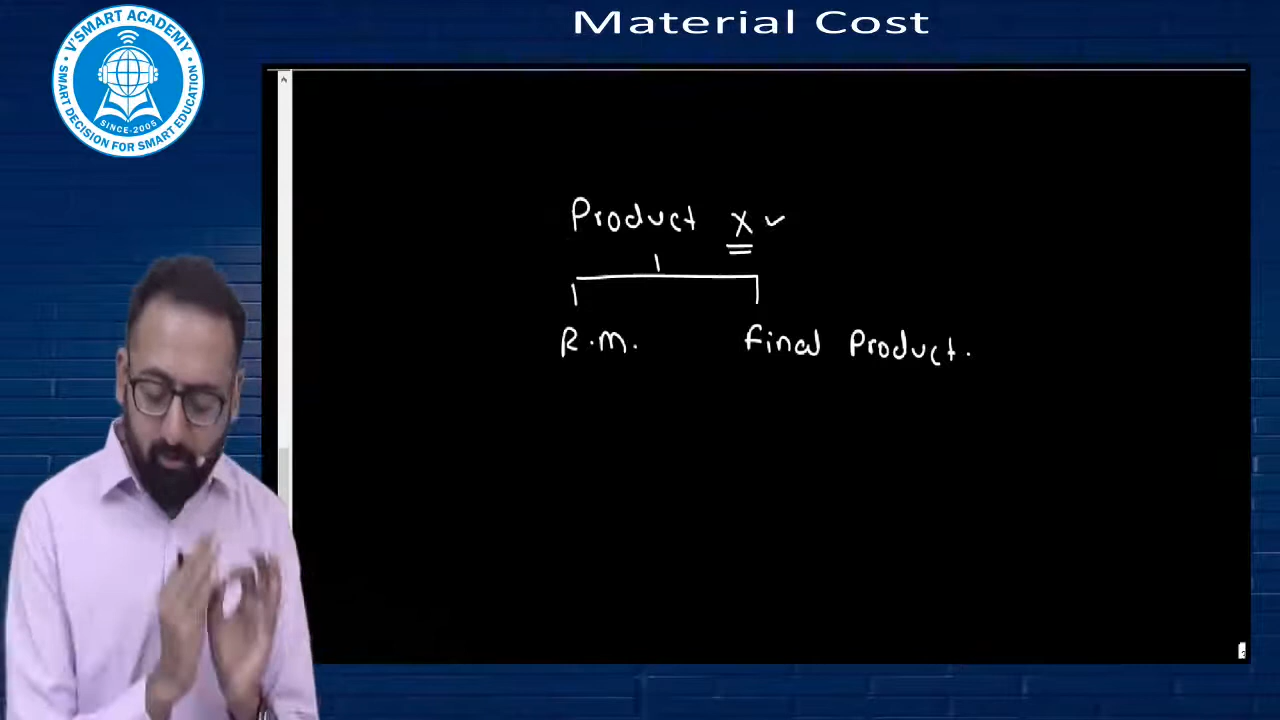 Material Cost
V'SMART ACADEMY
SINCE-2005
SMART DECISION FOR SMART EDUCATION
Product X
R.M. Final Product.